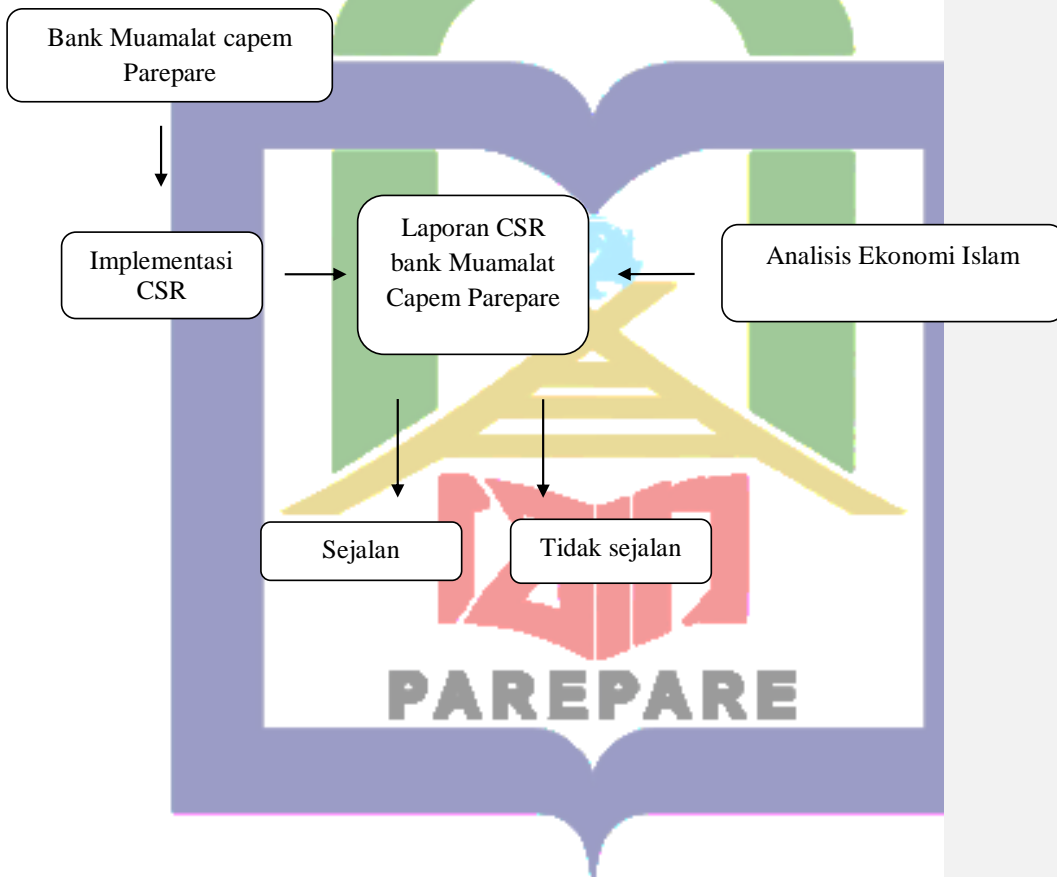 Bank Muamalat capem
Parepare
Implementasi
CSR
Laporan CSR
bank Muamalat
Capem Parepare
Analisis Ekonomi Islam
Sejalan
Tidak sejalan
PAREPARE